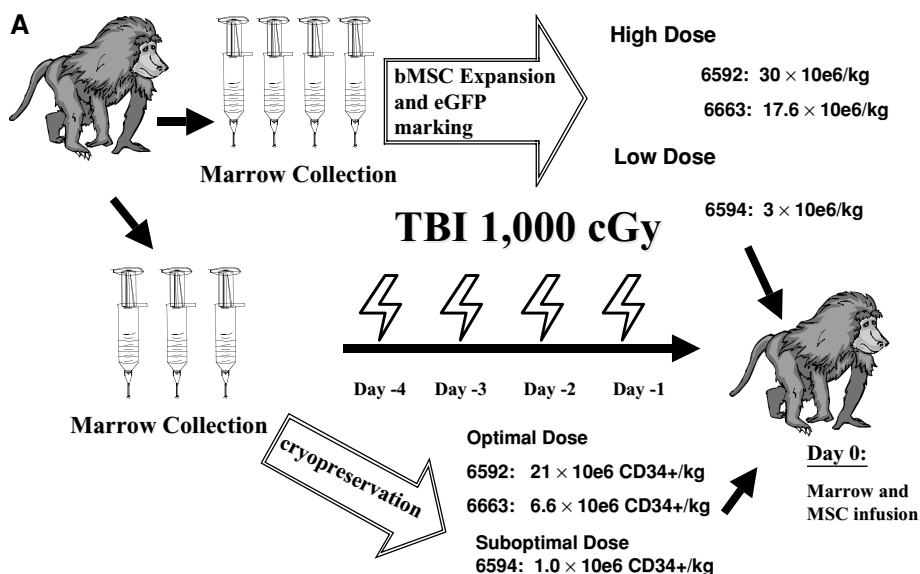 A
bMSC Expansion
and eGFP
marking
Marrow Collection
High Dose
6592: 30 × 10e6/kg
6663: 17.6 × 10e6/kg
Low Dose
6594: 3 × 10e6/kg
TBI 1,000 cGy
Day -4 Day -3 Day -2 Day -1
Marrow Collection
cryopreservation
Optimal Dose
6592: 21 × 10e6 CD34+/kg
6663: 6.6 × 10e6 CD34+/kg
Suboptimal Dose
6594: 1.0 × 10e6 CD34+/kg
Day 0:
Marrow and
MSC infusion